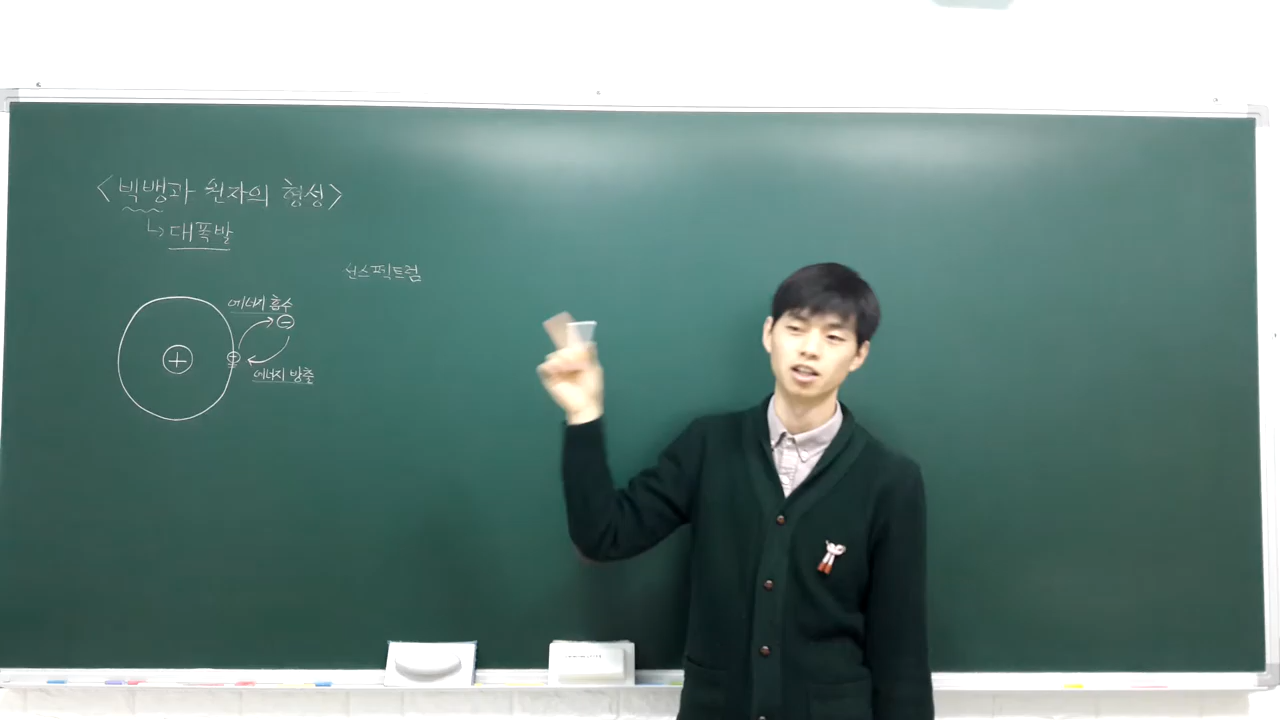 <빅뱅과 원자의 형성>
↳ 대폭발
선스펙트럼
에너지 흡수
⊖
⊕
⊖
에너지 방출